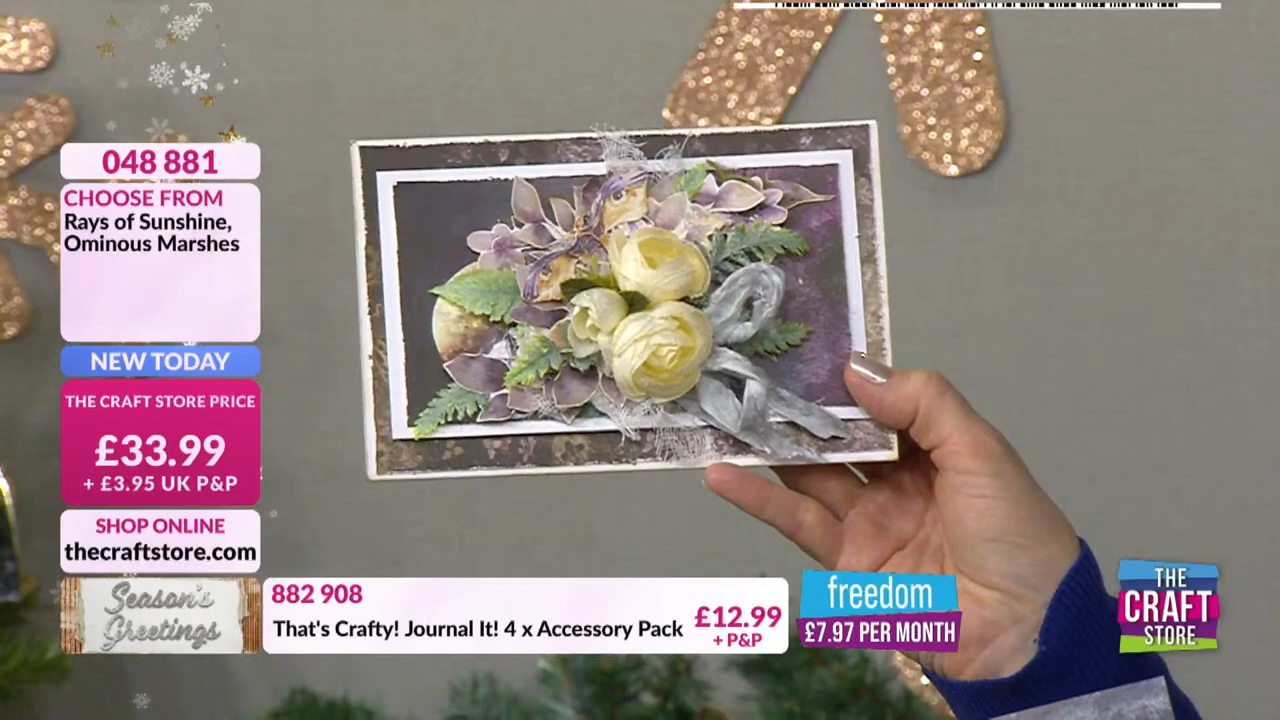 048 881
CHOOSE FROM
Rays of Sunshine,
Ominous Marshes
NEW TODAY
THE CRAFT STORE PRICE
£33.99
+ £3.95 UK P&P
SHOP ONLINE
thecraftstore.com
Season's
Greetings
882 908
That's Crafty! Journal It! 4 x Accessory Pack
£12.99
+ P&P
freedom
£7.97 PER MONTH
THE
CRAFT
STORE